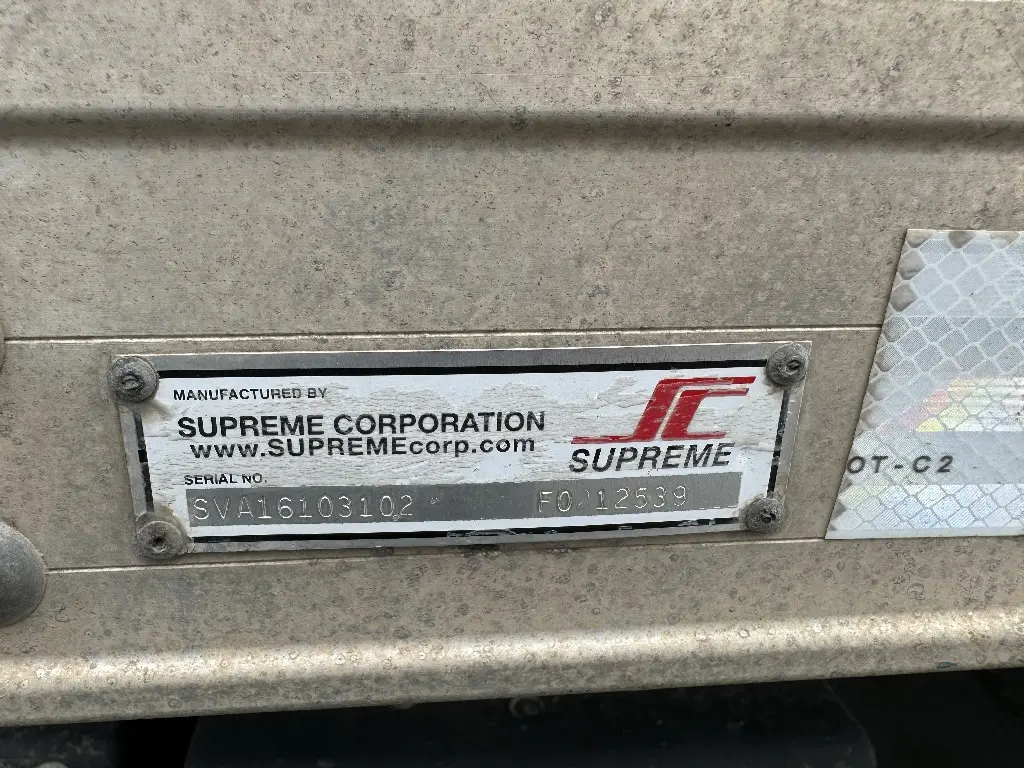 MANUFACTURED BY
SUPREME CORPORATION
www.SUPREMEcorp.com
SUPREME
SERIAL NO.
SVA16103102 F0/12539
OT-C2